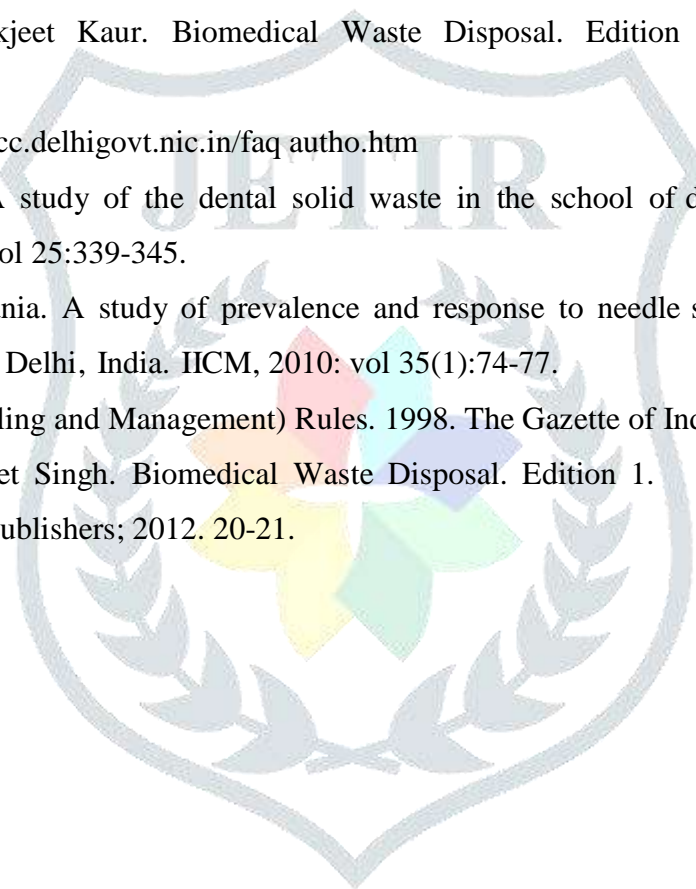 kjeet Kaur. Biomedical Waste Disposal. Edition
cc.delhigovt.nic.in/faq autho.htm
JETIR
study of the dental solid waste in the school of d
ol 25:339-345.
nia. A study of prevalence and response to needle s
Delhi, India. IICM, 2010: vol 35(1):74-77.
ling and Management) Rules. 1998. The Gazette of Ind
et Singh. Biomedical Waste Disposal. Edition 1.
ublishers; 2012. 20-21.